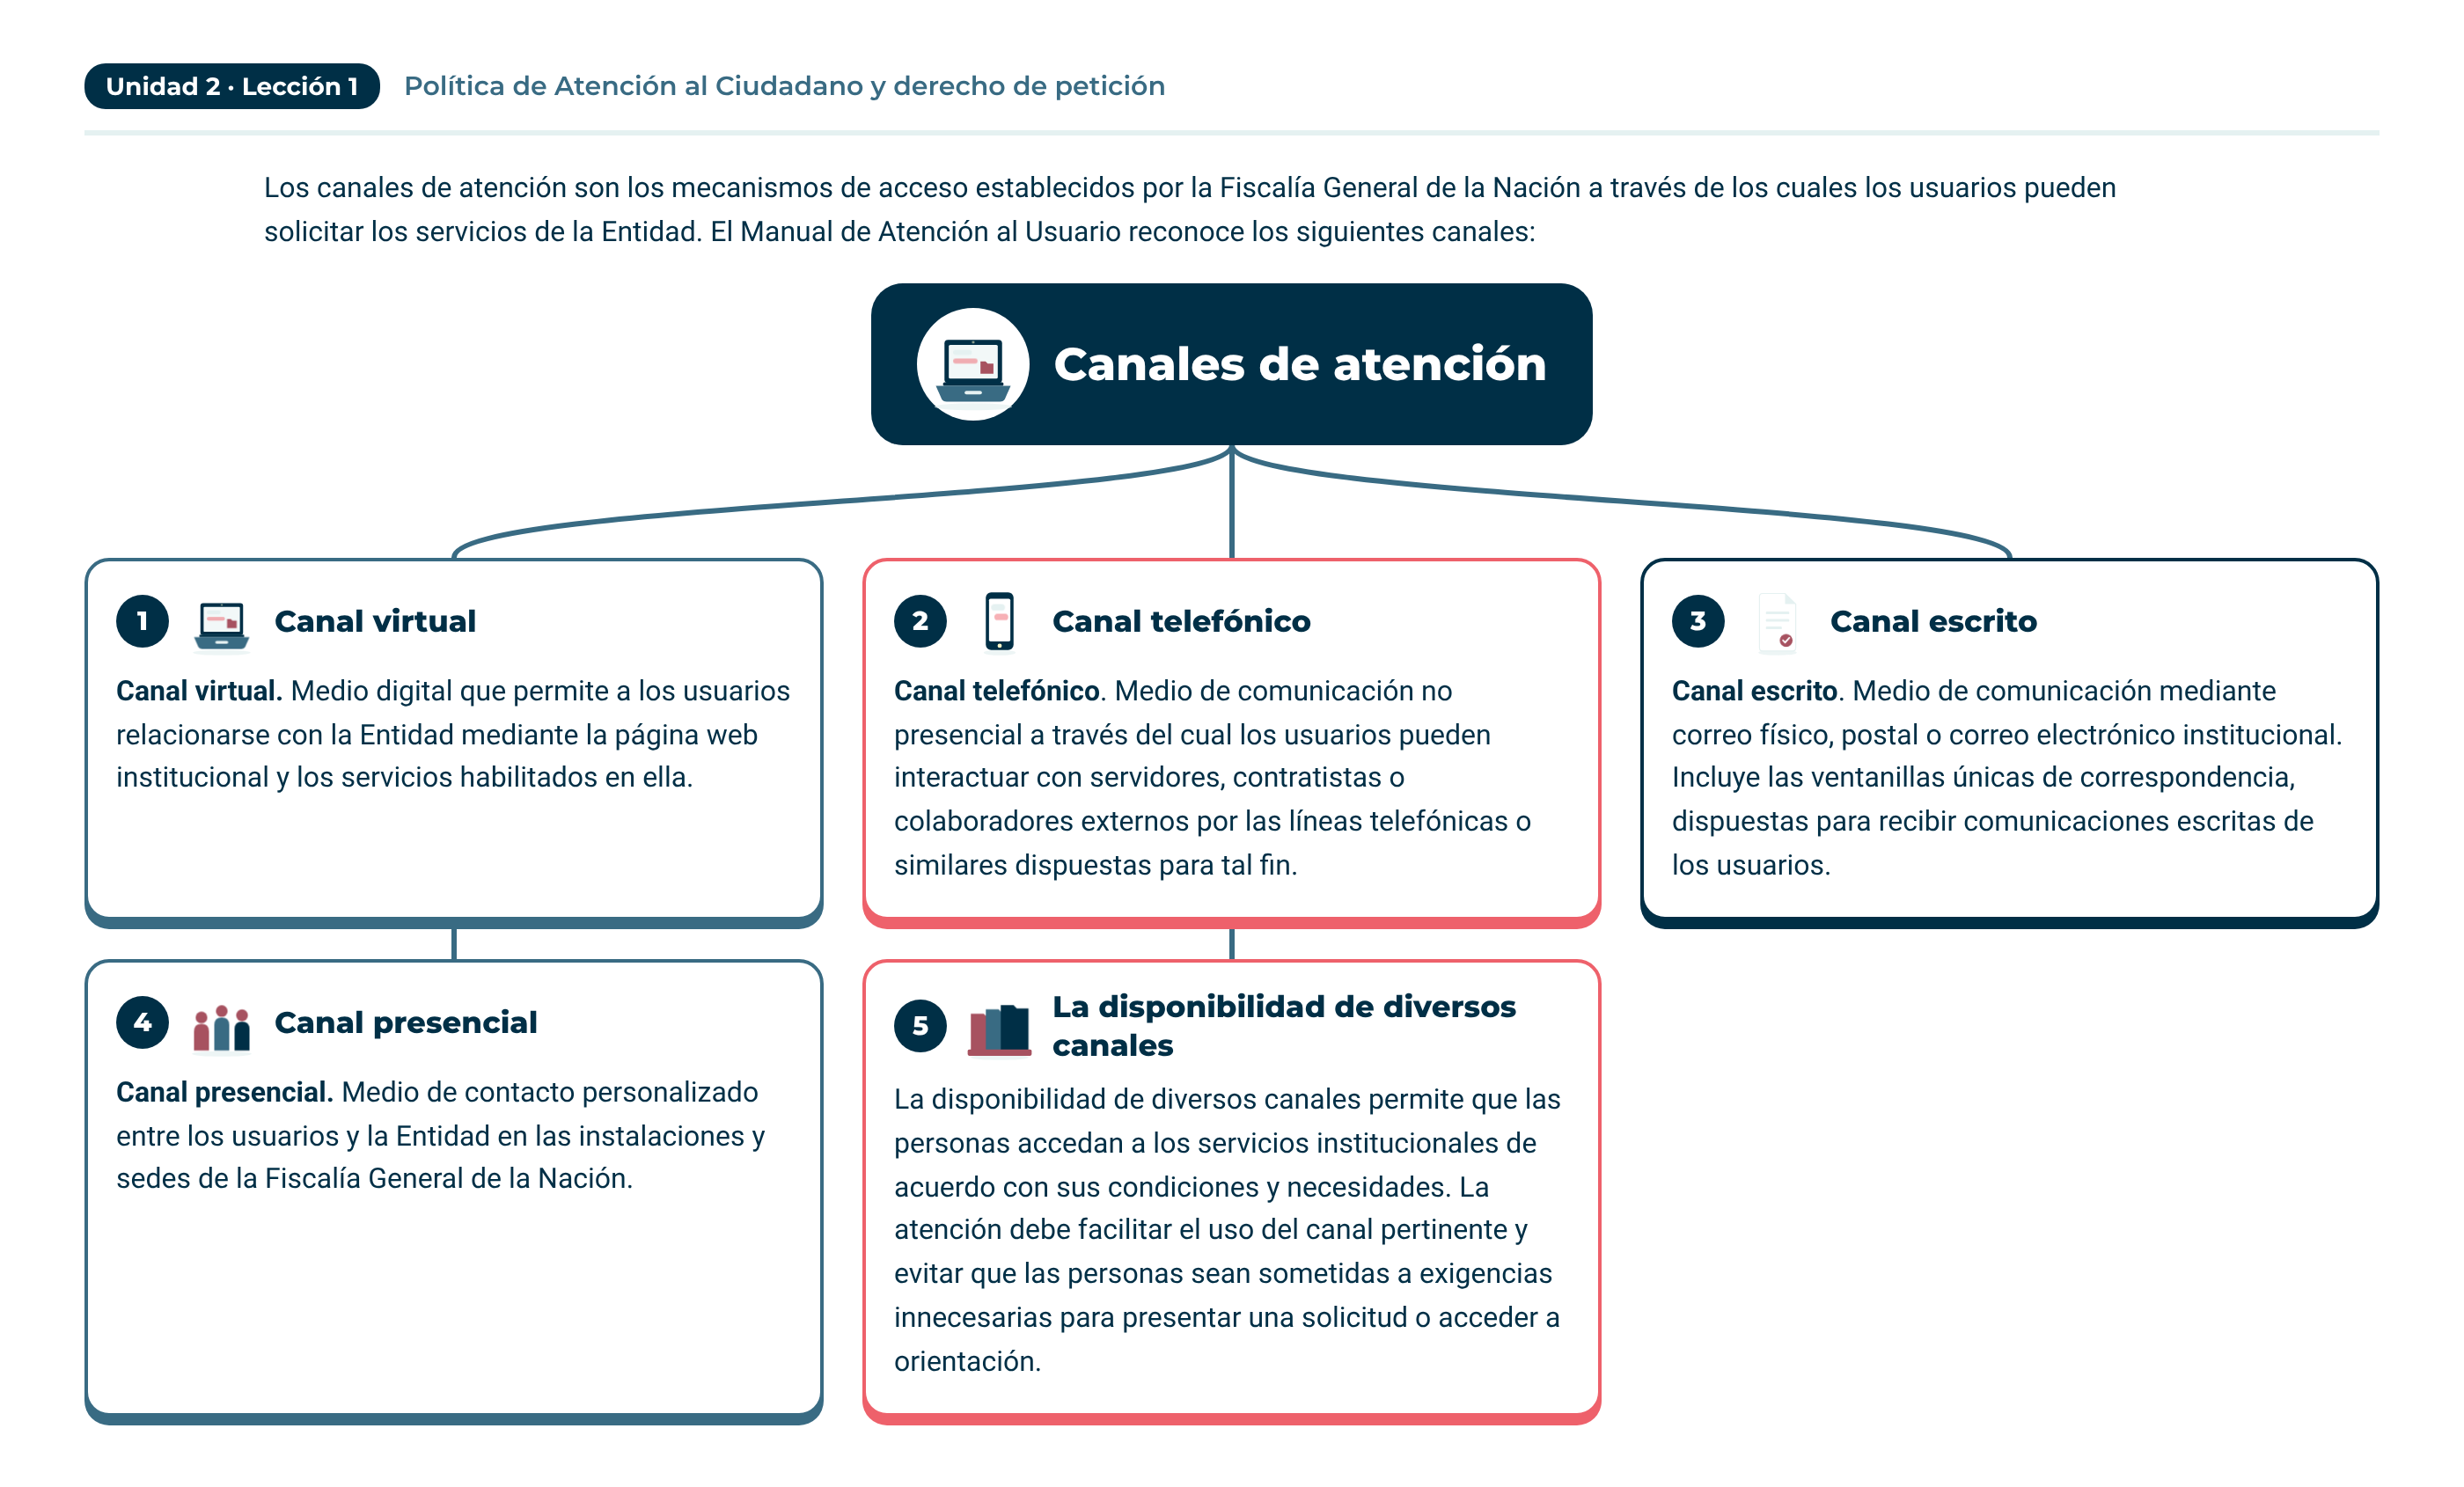 Unidad 2 · Lección 1
Política de Atención al Ciudadano y derecho de petición
Los canales de atención son los mecanismos de acceso establecidos por la Fiscalía General de la Nación a través de los cuales los usuarios pueden
solicitar los servicios de la Entidad. El Manual de Atención al Usuario reconoce los siguientes canales:
Canales de atención
1
Canal virtual
Canal virtual. Medio digital que permite a los usuarios
relacionarse con la Entidad mediante la página web
institucional y los servicios habilitados en ella.
2
Canal telefónico
Canal telefónico. Medio de comunicación no
presencial a través del cual los usuarios pueden
interactuar con servidores, contratistas o
colaboradores externos por las líneas telefónicas o
similares dispuestas para tal fin.
3
Canal escrito
Canal escrito. Medio de comunicación mediante
correo físico, postal o correo electrónico institucional.
Incluye las ventanillas únicas de correspondencia,
dispuestas para recibir comunicaciones escritas de
los usuarios.
4
Canal presencial
Canal presencial. Medio de contacto personalizado
entre los usuarios y la Entidad en las instalaciones y
sedes de la Fiscalía General de la Nación.
5
La disponibilidad de diversos
canales
La disponibilidad de diversos canales permite que las
personas accedan a los servicios institucionales de
acuerdo con sus condiciones y necesidades. La
atención debe facilitar el uso del canal pertinente y
evitar que las personas sean sometidas a exigencias
innecesarias para presentar una solicitud o acceder a
orientación.